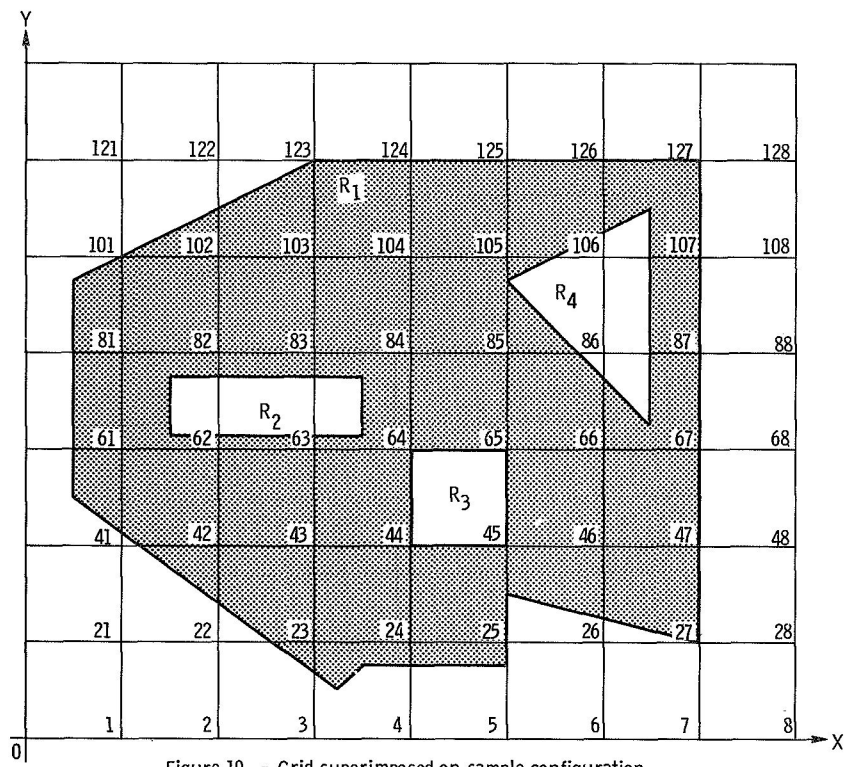 Y
121 122 123 124 125 126 127 128
R1
101 102 103 104 105 106 107 108
R4
81 82 83 84 85 86 87 88
R2
61 62 63 64 65 66 67 68
R3
41 42 43 44 45 46 47 48
21 22 23 24 25 26 27 28
1 2 3 4 5 6 7 8
0 X
Figure 10. - Grid superimposed on sample configuration.